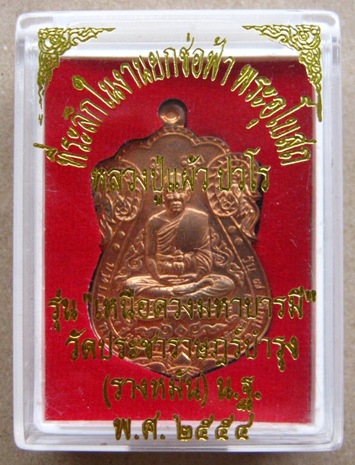 ที่ระลึกในงานยกช่อฟ้า พระอุโบสถ
หลวงปู่แผ้ว ปวโร
รุ่น "เหนือดวงมหาบารมี"
วัดประชาราษฎร์บำรุง
(รางหมัน) น.ฐ.
พ.ศ. ๒๕๕๔